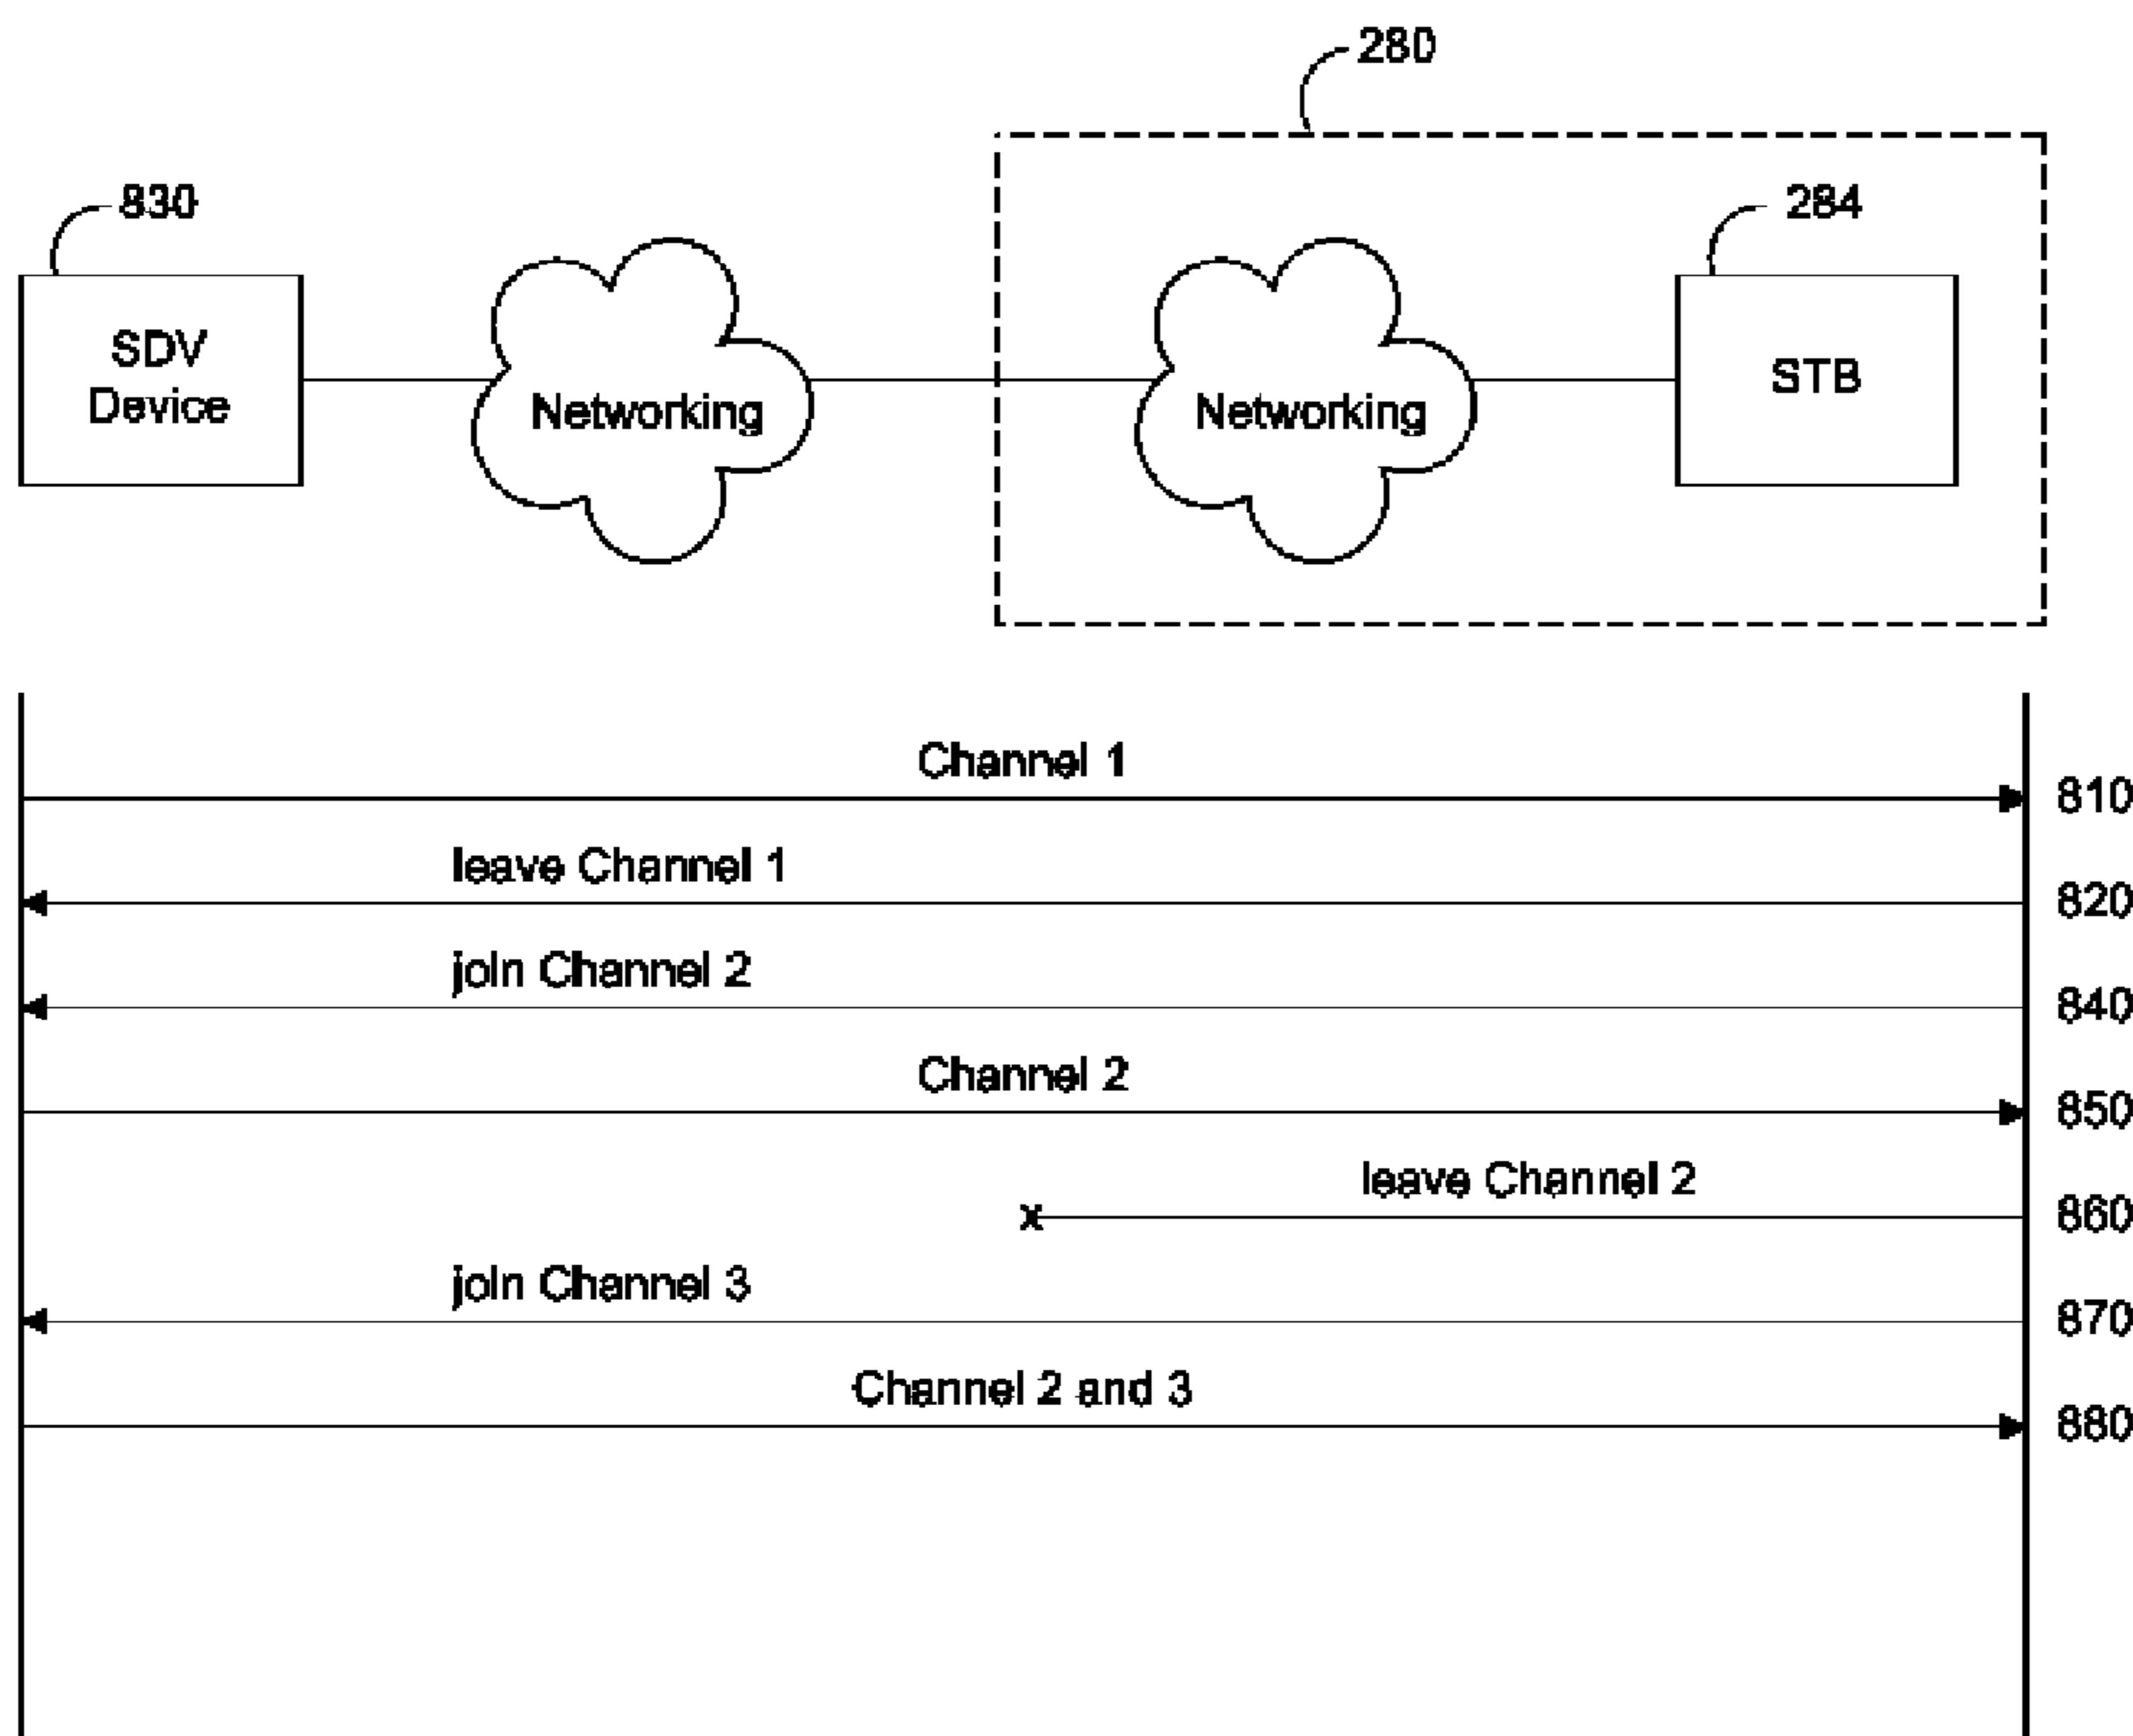 280
830
284
SDV
Device
Networking
Networking
STB
Channel 1
810
leave Channel 1
820
join Channel 2
840
Channel 2
850
leave Channel 2
860
join Channel 3
870
Channel 2 and 3
880